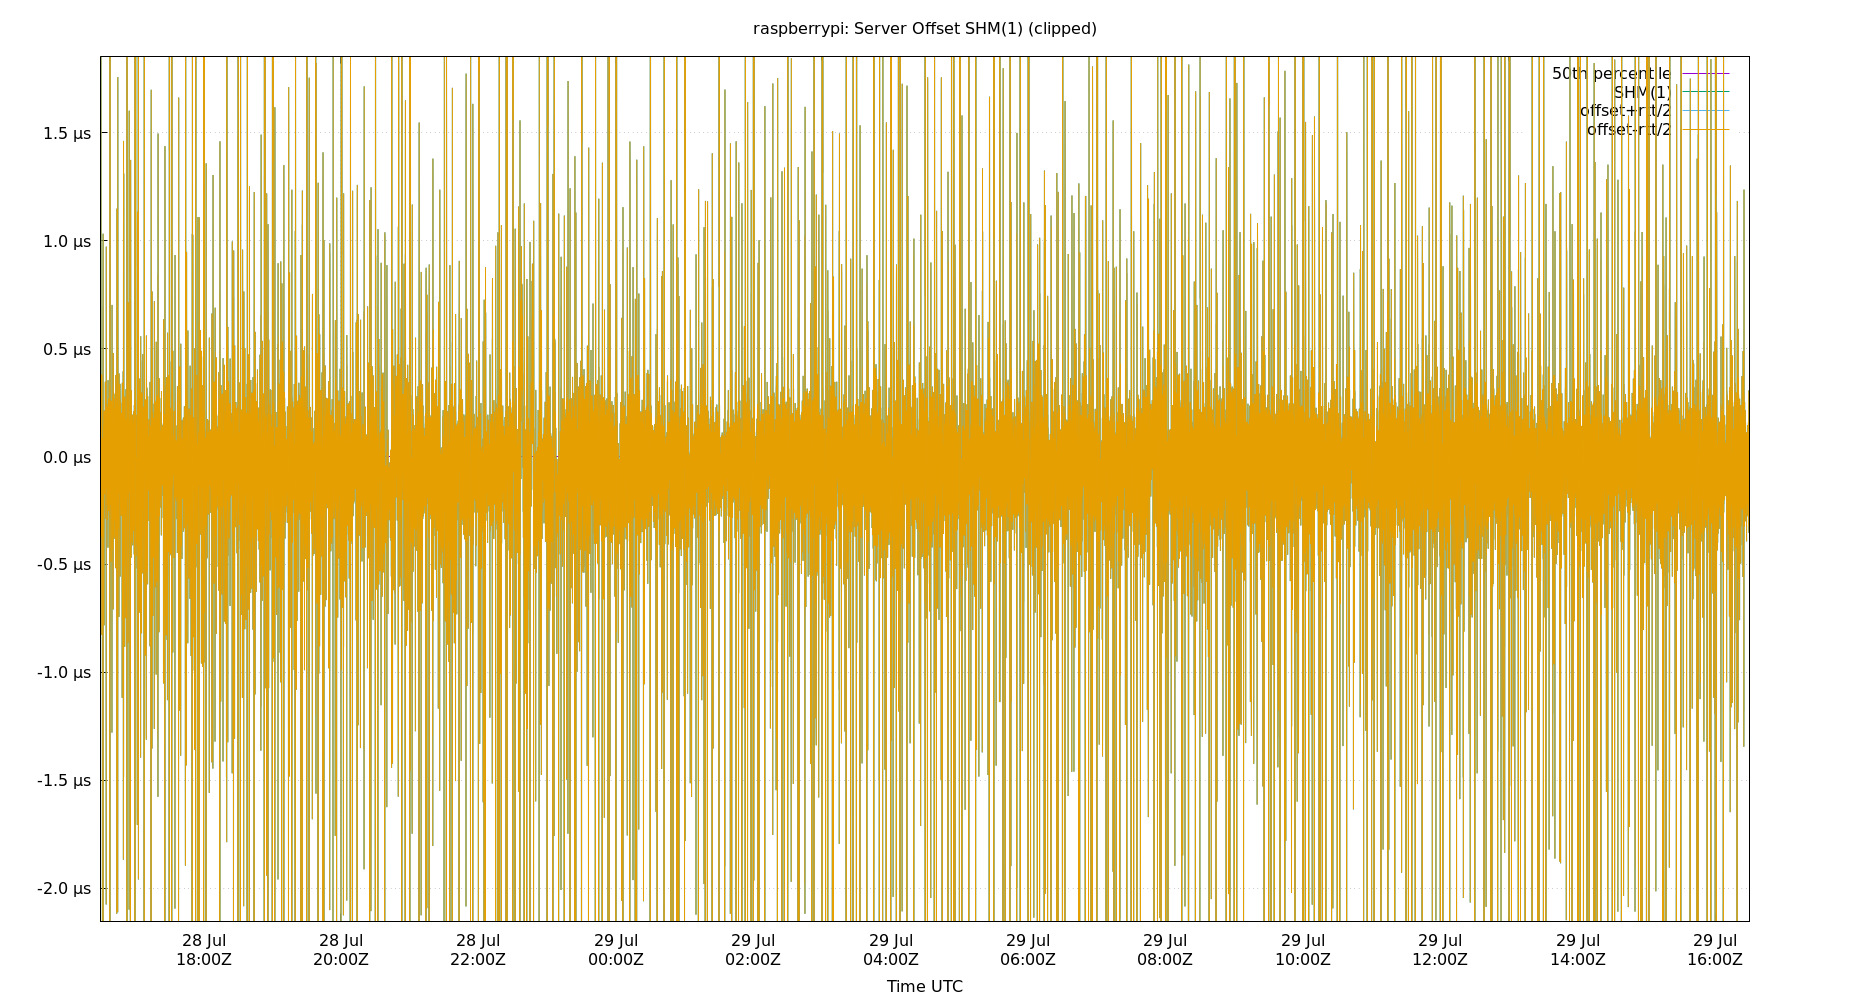 raspberrypi: Server Offset SHM(1) (clipped)
50th percentile
SHM(1)
offset+rtt/2
offset-rtt/2
1.5 µs
1.0 µs
0.5 µs
0.0 µs
-0.5 µs
-1.0 µs
-1.5 µs
-2.0 µs
28 Jul 28 Jul 28 Jul 29 Jul 29 Jul 29 Jul 29 Jul 29 Jul 29 Jul 29 Jul 29 Jul 29 Jul
18:00Z 20:00Z 22:00Z 00:00Z 02:00Z 04:00Z 06:00Z 08:00Z 10:00Z 12:00Z 14:00Z 16:00Z
Time UTC